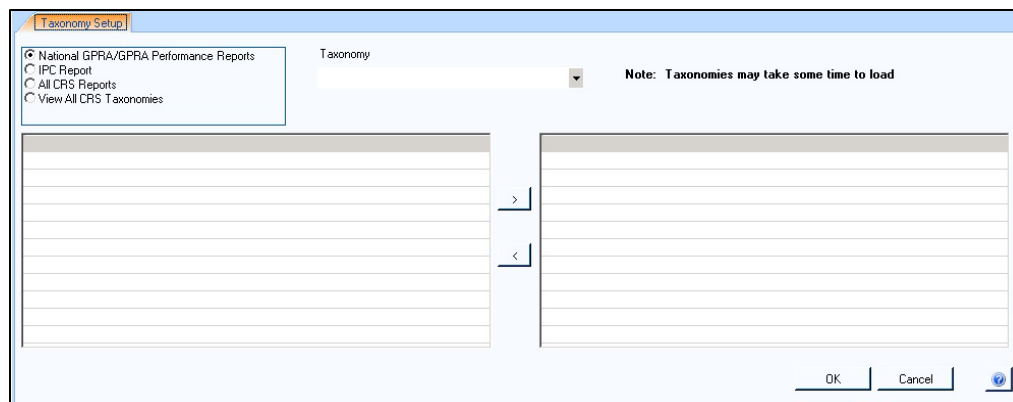 Taxonomy Setup
National GPRA/GPRA Performance Reports
IPC Report
All CRS Reports
View All CRS Taxonomies
Taxonomy
Note: Taxonomies may take some time to load
>
<
OK
Cancel
?